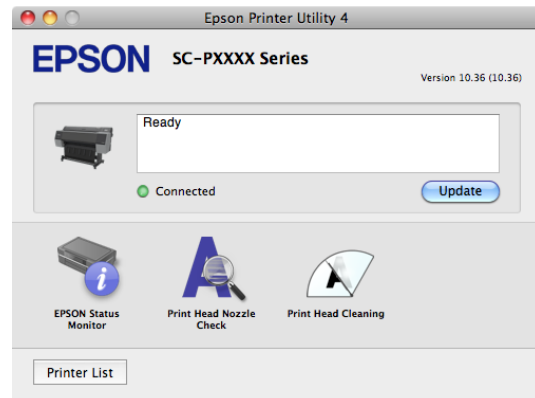 Epson Printer Utility 4
EPSON SC-PXXXX Series
Version 10.36 (10.36)
Ready
Connected
Update
EPSON Status
Monitor
Print Head Nozzle
Check
Print Head Cleaning
Printer List